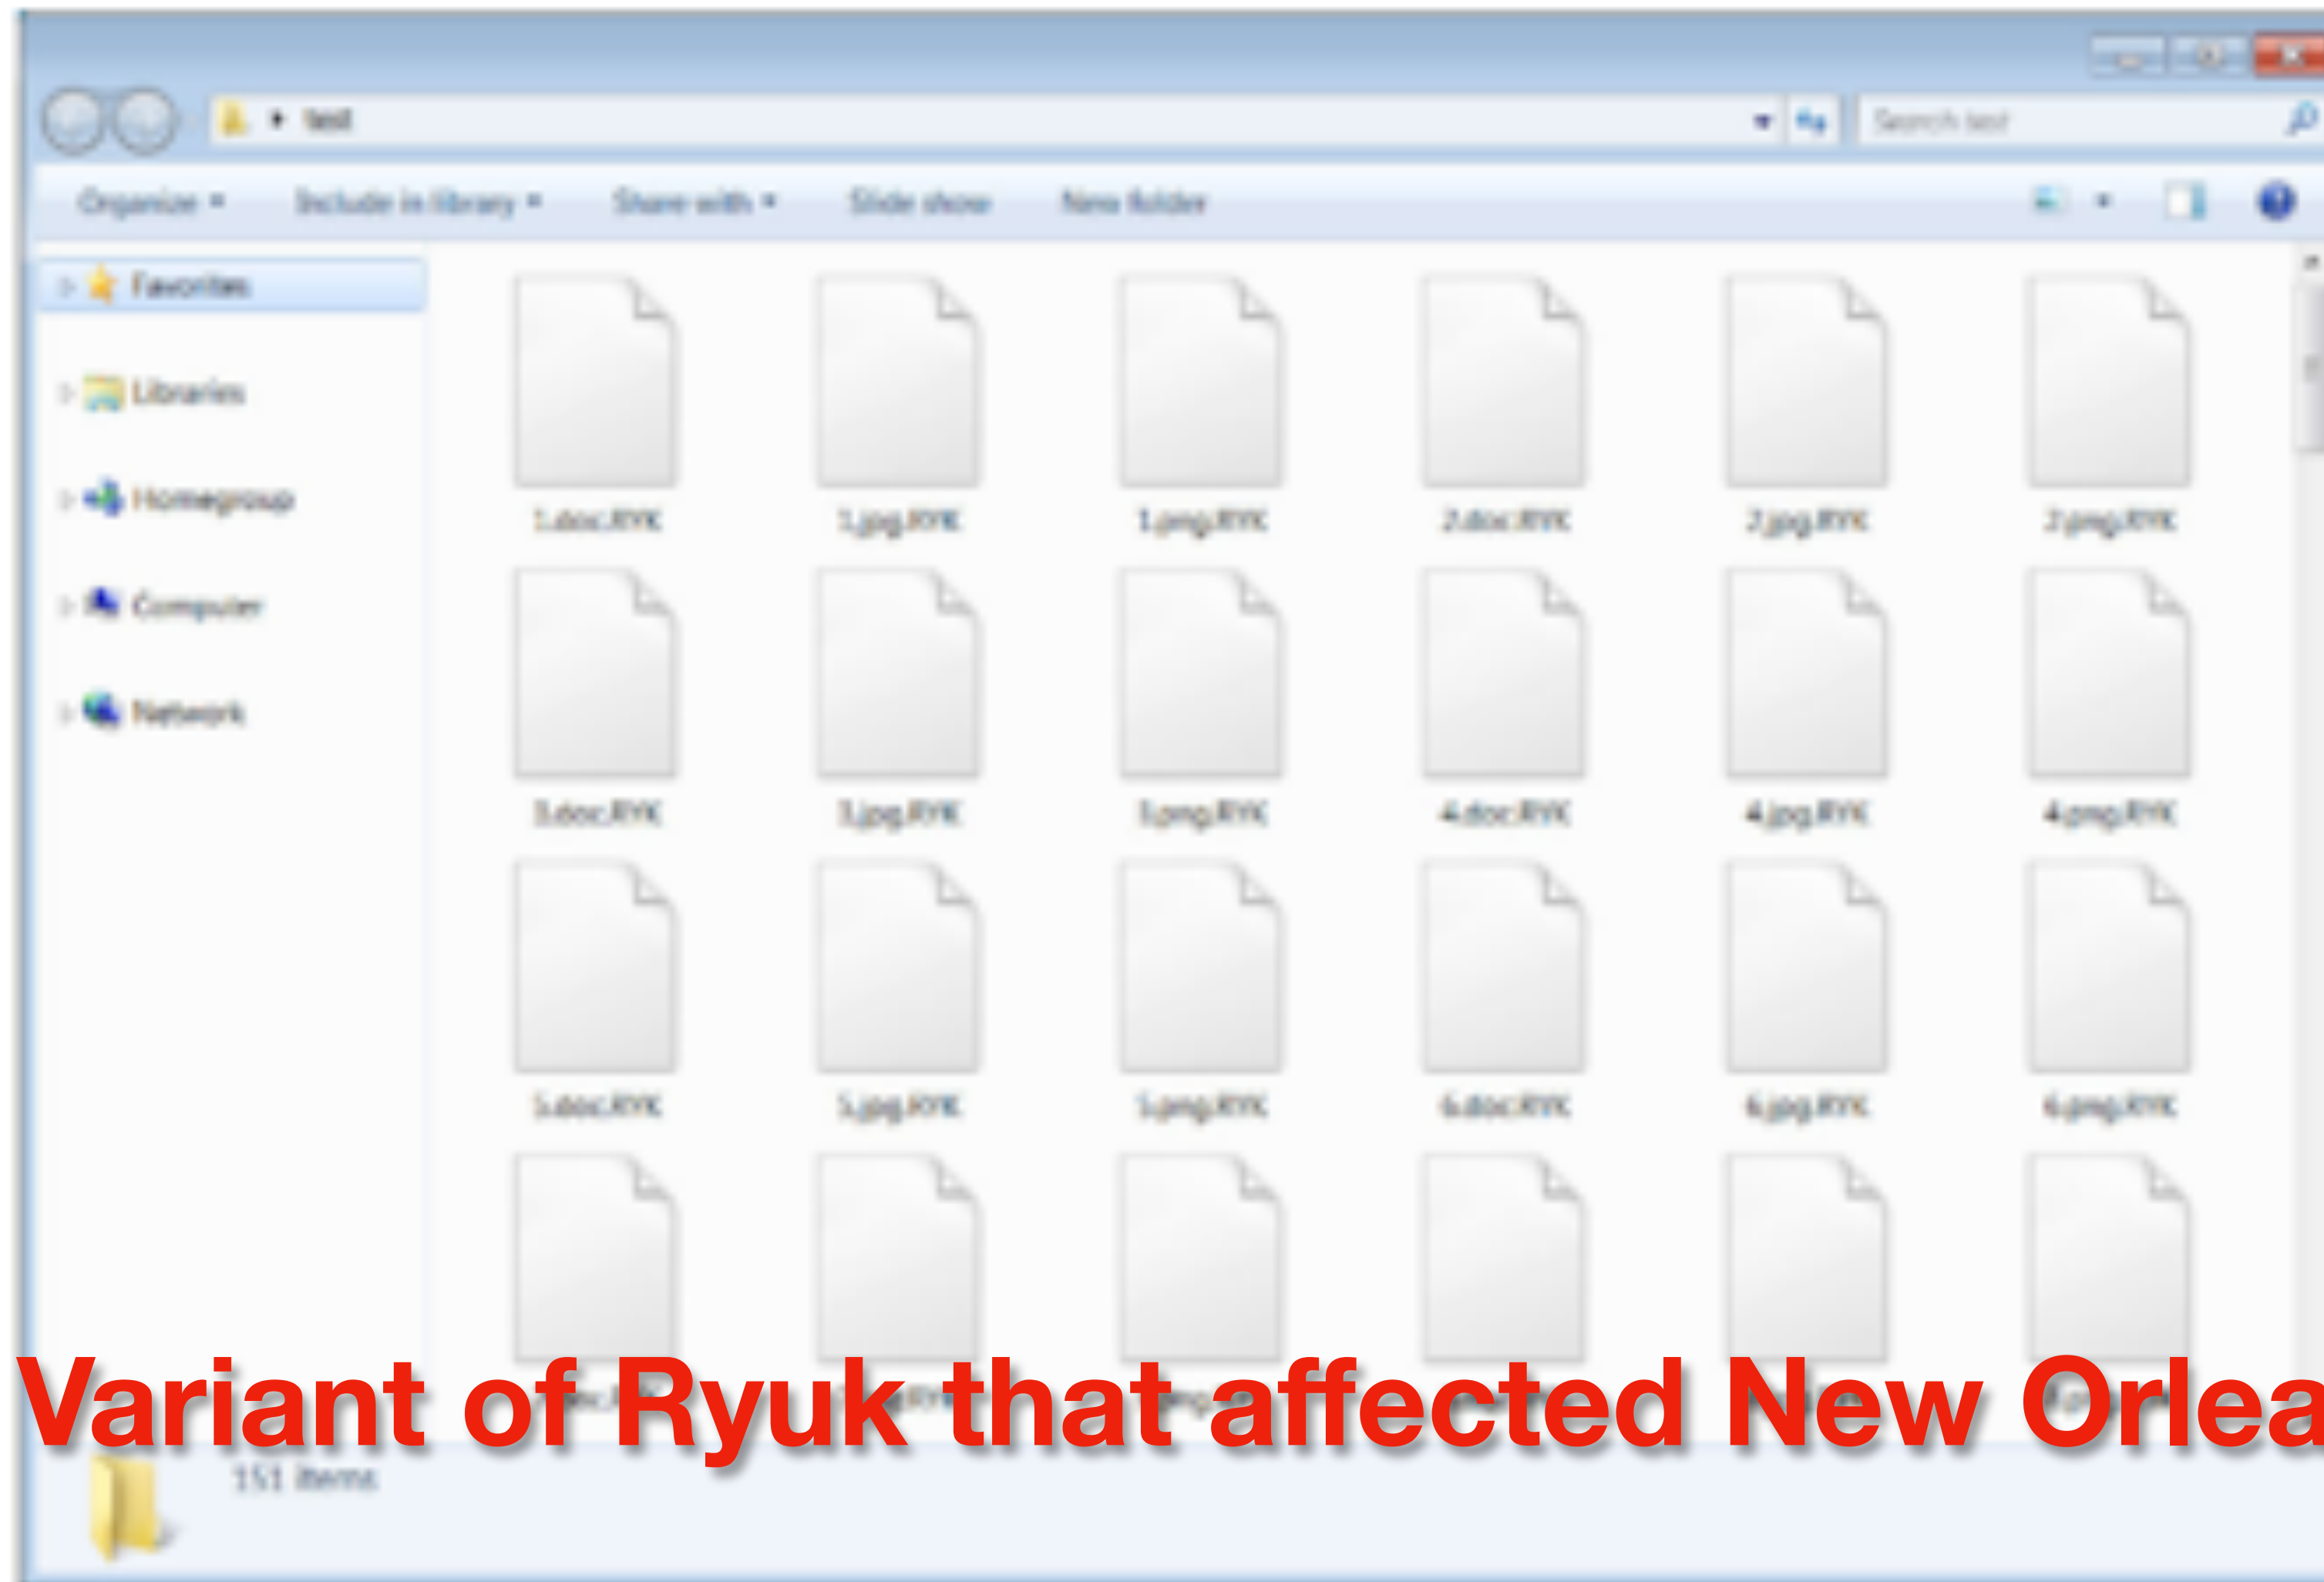 test
Search test
Organize Include in library Share with Slide show New folder
Favorites
Libraries
Homegroup
Computer
Network
1.doc.RYK 1.jpg.RYK 1.png.RYK 2.doc.RYK 2.jpg.RYK 2.png.RYK
3.doc.RYK 3.jpg.RYK 3.png.RYK 4.doc.RYK 4.jpg.RYK 4.png.RYK
5.doc.RYK 5.jpg.RYK 5.png.RYK 6.doc.RYK 6.jpg.RYK 6.png.RYK
Variant of Ryuk that affected New Orlea
151 items